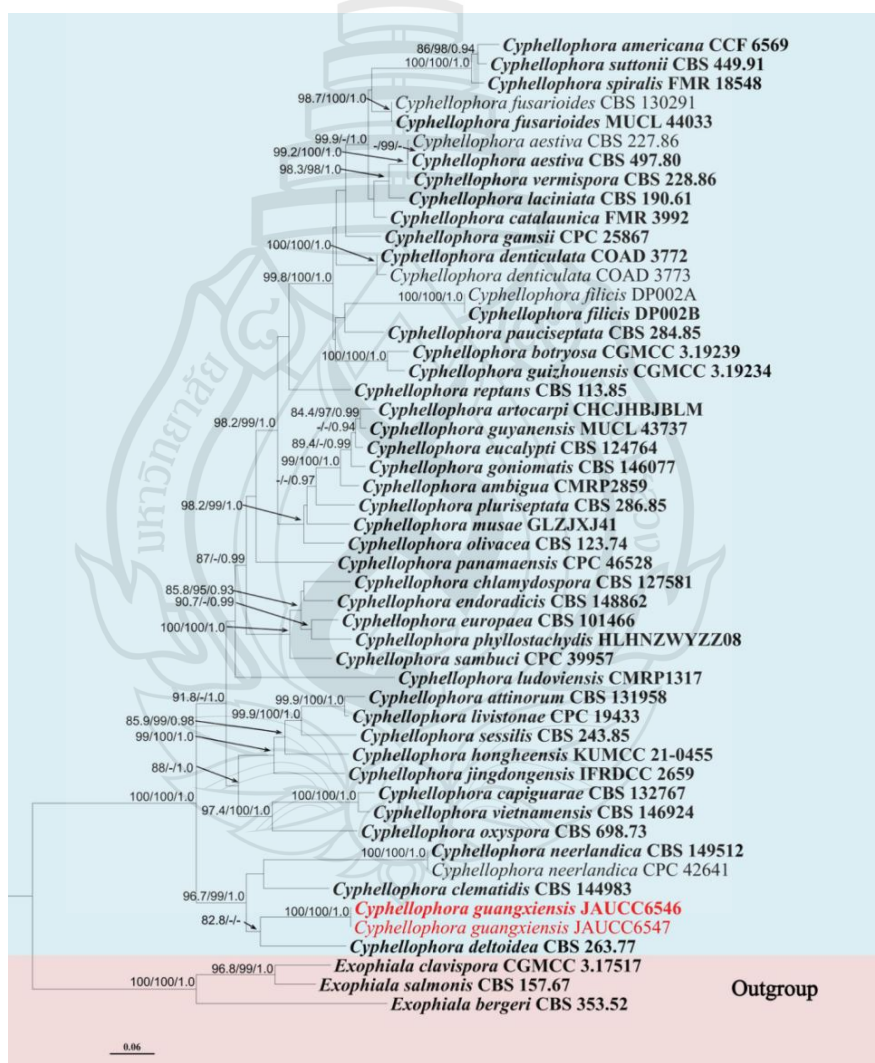 86/98/0.94
Cyphellophora americana CCF 6569
100/100/1.0
Cyphellophora suttonii CBS 449.91
Cyphellophora spiralis FMR 18548
98.7/100/1.0
Cyphellophora fusarioides CBS 130291
Cyphellophora fusarioides MUCL 44033
99.9/-/1.0
-/99/-
Cyphellophora aestiva CBS 227.86
99.2/100/1.0
Cyphellophora aestiva CBS 497.80
98.3/98/1.0
Cyphellophora vermispora CBS 228.86
Cyphellophora laciniata CBS 190.61
Cyphellophora catalaunica FMR 3992
Cyphellophora gamsii CPC 25867
100/100/1.0
Cyphellophora denticulata COAD 3772
99.8/100/1.0
Cyphellophora denticulata COAD 3773
100/100/1.0
Cyphellophora filicis DP002A
Cyphellophora filicis DP002B
Cyphellophora pauciseptata CBS 284.85
100/100/1.0
Cyphellophora botryosa CGMCC 3.19239
Cyphellophora guizhouensis CGMCC 3.19234
Cyphellophora reptans CBS 113.85
84.4/97/0.99
Cyphellophora artocarpi CHCJHBJBLM
98.2/99/1.0
-/-/0.94
Cyphellophora guyanensis MUCL 43737
89.4/-/0.99
Cyphellophora eucalypti CBS 124764
99/100/1.0
Cyphellophora goniomatis CBS 146077
-/-/0.97
Cyphellophora ambigua CMRP2859
98.2/99/1.0
Cyphellophora pluriseptata CBS 286.85
Cyphellophora musae GLZJXJ41
Cyphellophora olivacea CBS 123.74
87/-/0.99
Cyphellophora panamaensis CPC 46528
85.8/95/0.93
Cyphellophora chlamydospora CBS 127581
90.7/-/0.99
Cyphellophora endoradicis CBS 148862
Cyphellophora europaea CBS 101466
100/100/1.0
Cyphellophora phyllostachydis HLHNZWYZZ08
Cyphellophora sambuci CPC 39957
Cyphellophora ludoviensis CMRP1317
91.8/-/1.0
99.9/100/1.0
Cyphellophora attinorum CBS 131958
99.9/100/1.0
Cyphellophora livistonae CPC 19433
85.9/99/0.98
Cyphellophora sessilis CBS 243.85
99/100/1.0
Cyphellophora hongheensis KUMCC 21-0455
88/-/1.0
Cyphellophora jingdongensis IFRDCC 2659
100/100/1.0
100/100/1.0
Cyphellophora capiguarae CBS 132767
97.4/100/1.0
Cyphellophora vietnamensis CBS 146924
Cyphellophora oxyspora CBS 698.73
100/100/1.0
Cyphellophora neerlandica CBS 149512
Cyphellophora neerlandica CPC 42641
96.7/99/1.0
Cyphellophora clematidis CBS 144983
100/100/1.0
Cyphellophora guangxiensis JAUCC6546
82.8/-/-
Cyphellophora guangxiensis JAUCC6547
Cyphellophora deltoidea CBS 263.77
96.8/99/1.0
Exophiala clavispora CGMCC 3.17517
100/100/1.0
Exophiala salmonis CBS 157.67
Outgroup
Exophiala bergeri CBS 353.52
0.06
มหาวิทยาลัย